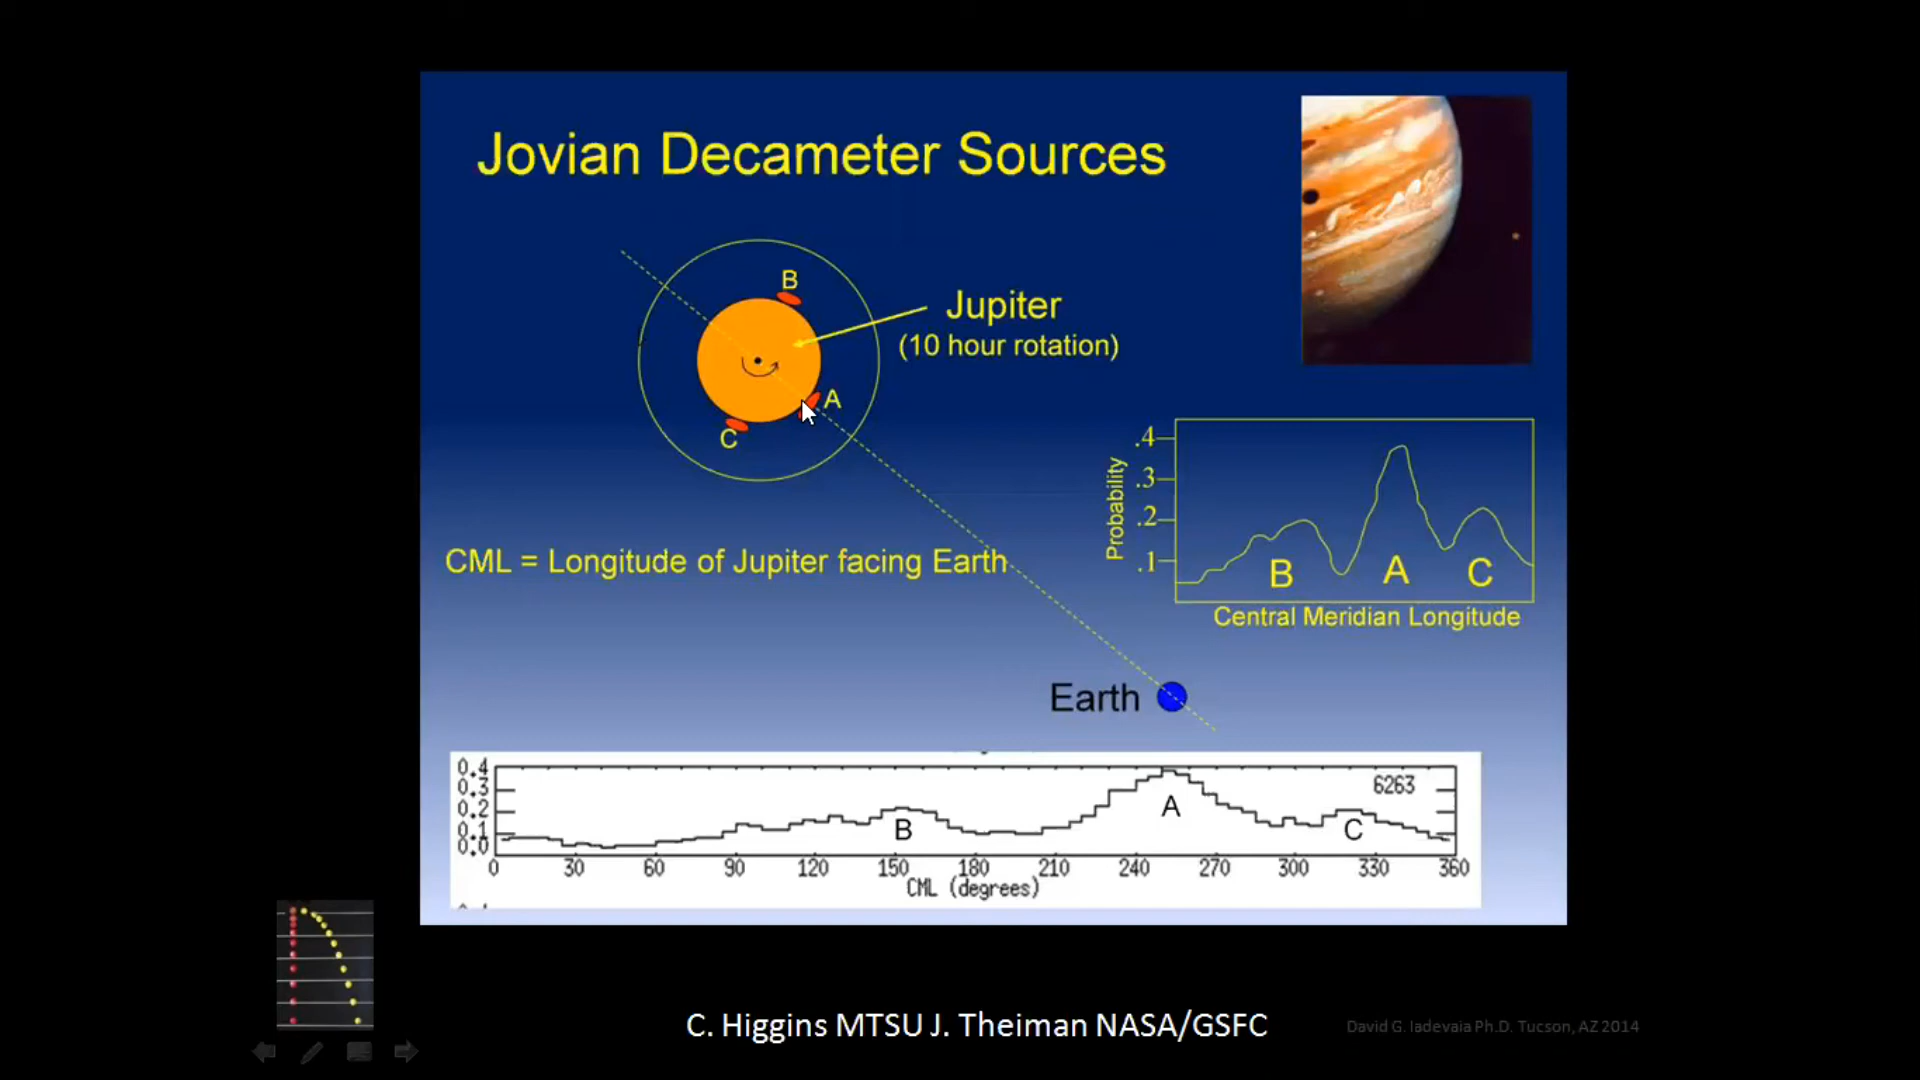 Jovian Decameter Sources
B
Jupiter
(10 hour rotation)
A
C
CML = Longitude of Jupiter facing Earth
.4
.3
.2
.1
Probability
B A C
Central Meridian Longitude
Earth
0.4
0.3
0.2
0.1
0.0
6263
B
A
C
0 30 60 90 120 150 180 210 240 270 300 330 360
CML (degrees)
C. Higgins MTSU J. Theiman NASA/GSFC
David G. Iadevaia Ph.D. Tucson, AZ 2014